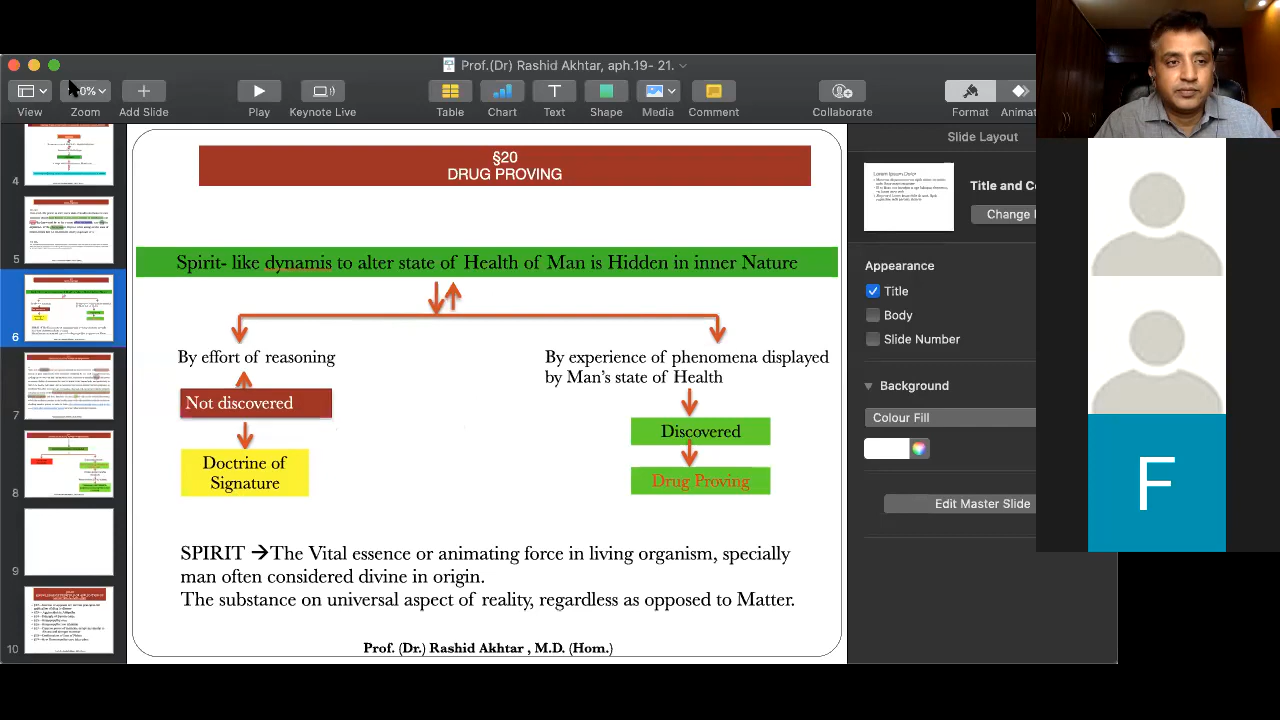 Prof.(Dr) Rashid Akhtar, aph.19- 21.
View
Zoom
Add Slide
Play
Keynote Live
Table
Chart
Text
Shape
Media
Comment
Collaborate
Format
§20
DRUG PROVING
Spirit- like dynamis to alter state of Health of Man is Hidden in inner Nature
By effort of reasoning
By experience of phenomena displayed
by Man's state of Health
Not discovered
Discovered
Doctrine of
Signature
Drug Proving
SPIRIT →The Vital essence or animating force in living organism, specially
man often considered divine in origin.
The substance or universal aspect of reality, regardless as opposed to Matter.
Prof. (Dr.) Rashid Akhtar , M.D. (Hom.)
4
5
6
7
8
9
10
Slide Layout
Lorem Ipsum Dolor
Title and
Change
Appearance
Title
Body
Slide Number
Background
Colour Fill
Edit Master Slide
F